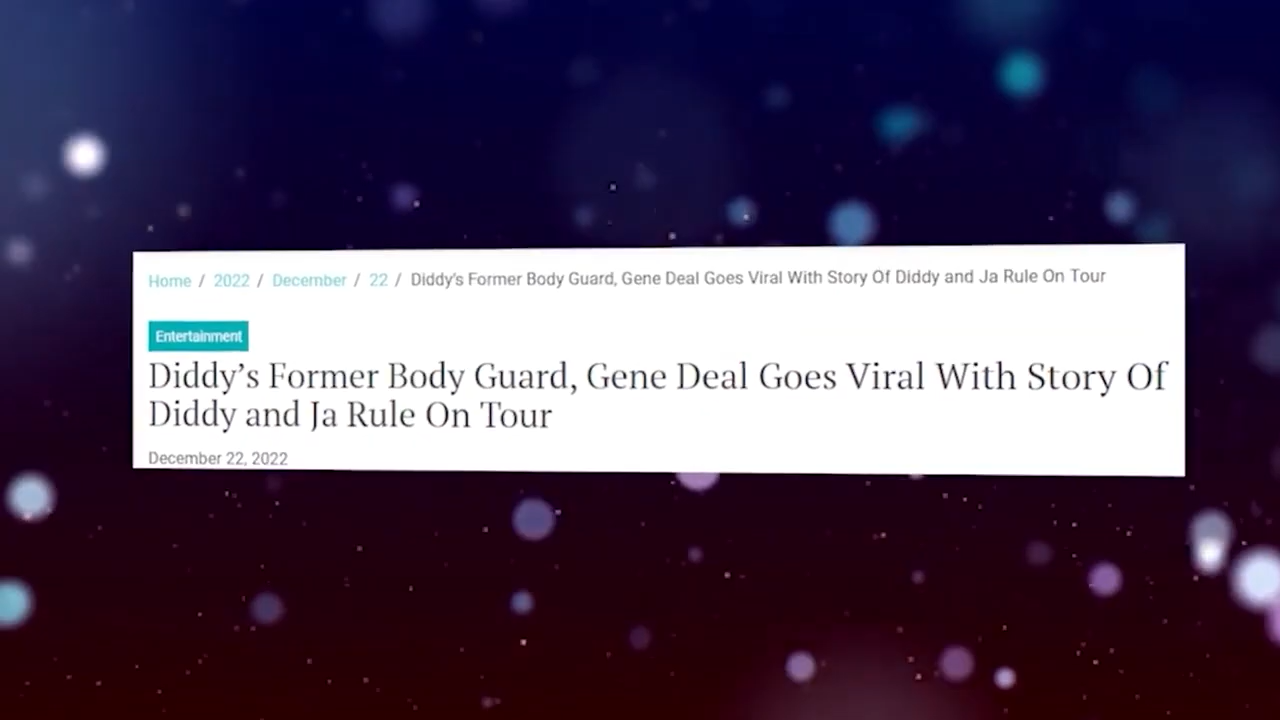 Home / 2022 / December / 22 / Diddy's Former Body Guard, Gene Deal Goes Viral With Story Of Diddy and Ja Rule On Tour
Entertainment
Diddy’s Former Body Guard, Gene Deal Goes Viral With Story Of
Diddy and Ja Rule On Tour
December 22, 2022